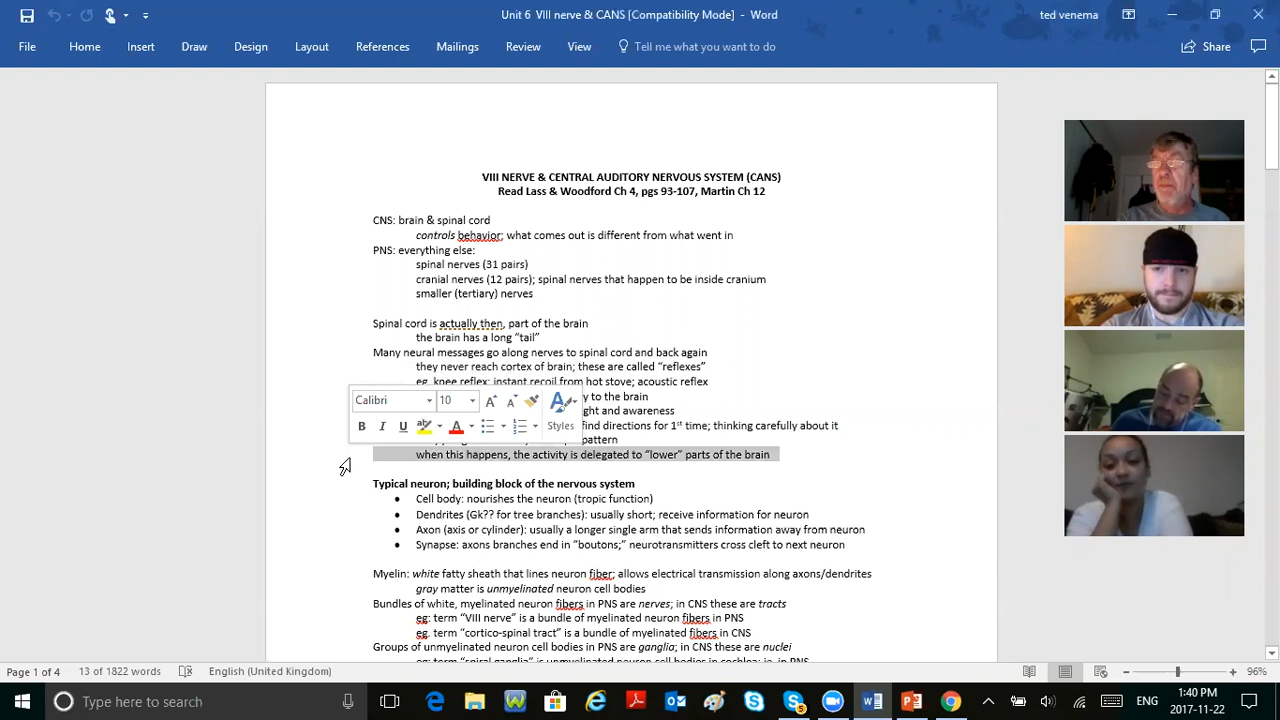 Unit 6 VIII nerve & CANS [Compatibility Mode] - Word
ted venema
File Home Insert Draw Design Layout References Mailings Review View Tell me what you want to do Share
VIII NERVE & CENTRAL AUDITORY NERVOUS SYSTEM (CANS)
Read Lass & Woodford Ch 4, pgs 93-107, Martin Ch 12
CNS: brain & spinal cord
controls behavior; what comes out is different from what went in
PNS: everything else:
spinal nerves (31 pairs)
cranial nerves (12 pairs); spinal nerves that happen to be inside cranium
smaller (tertiary) nerves
Spinal cord is actually then, part of the brain
the brain has a long “tail”
Many neural messages go along nerves to spinal cord and back again
they never reach cortex of brain; these are called “reflexes”
eg. knee reflex; instant recoil from hot stove; acoustic reflex
y to the brain
ght and awareness
find directions for 1st time; thinking carefully about it
pattern
when this happens, the activity is delegated to “lower” parts of the brain
Calibri 10
B I U A Styles
Typical neuron; building block of the nervous system
• Cell body: nourishes the neuron (tropic function)
• Dendrites (Gk?? for tree branches): usually short; receive information for neuron
• Axon (axis or cylinder): usually a longer single arm that sends information away from neuron
• Synapse: axons branches end in “boutons;” neurotransmitters cross cleft to next neuron
Myelin: white fatty sheath that lines neuron fiber; allows electrical transmission along axons/dendrites
gray matter is unmyelinated neuron cell bodies
Bundles of white, myelinated neuron fibers in PNS are nerves; in CNS these are tracts
eg: term “VIII nerve” is a bundle of myelinated neuron fibers in PNS
eg. term “cortico-spinal tract” is a bundle of myelinated fibers in CNS
Groups of unmyelinated neuron cell bodies in PNS are ganglia; in CNS these are nuclei
eg: term “spiral ganglia” is unmyelinated neuron cell bodies in cochlea; ie. in PNS
Page 1 of 4 13 of 1822 words English (United Kingdom) 96%
Type here to search
ENG
1:40 PM
2017-11-22